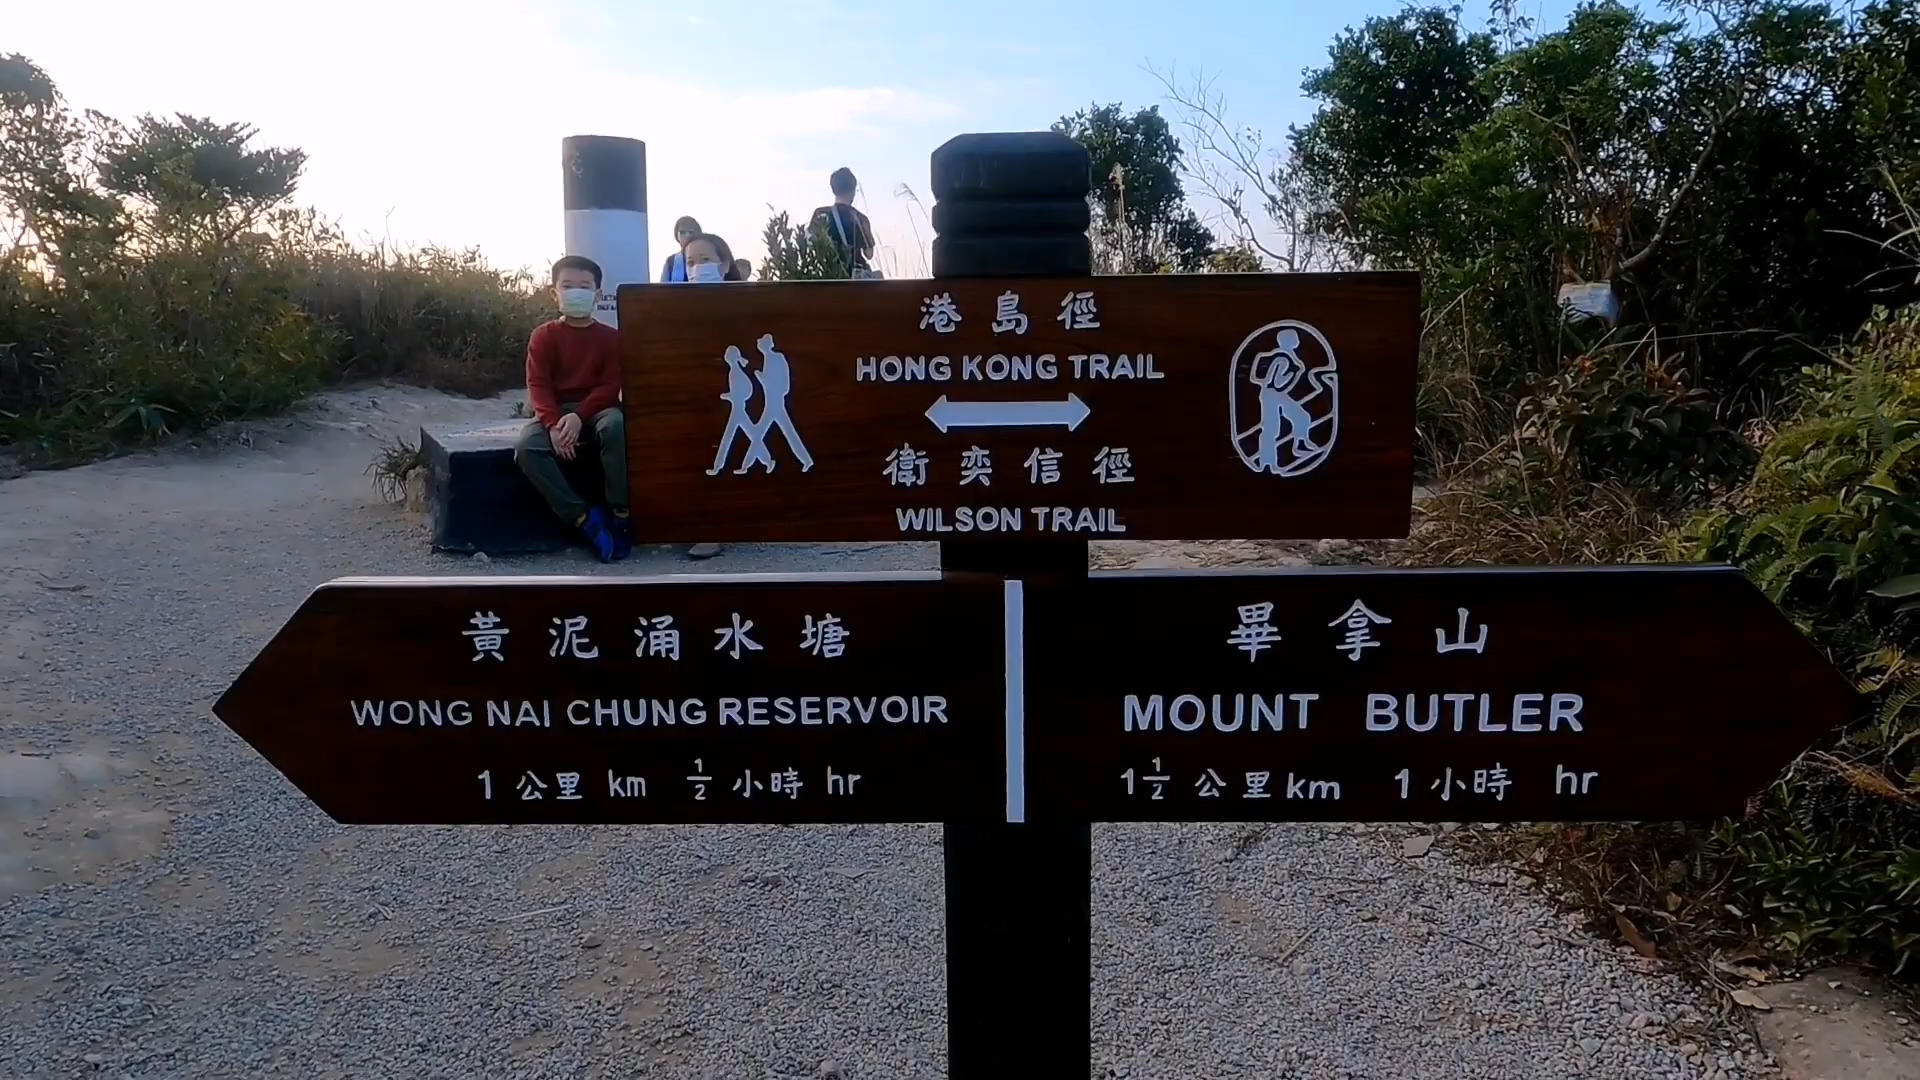 港島徑
HONG KONG TRAIL
衛奕信徑
WILSON TRAIL
黃泥涌水塘
WONG NAI CHUNG RESERVOIR
1 公里 km ½ 小時 hr
畢拿山
MOUNT BUTLER
1½ 公里 km 1 小時 hr